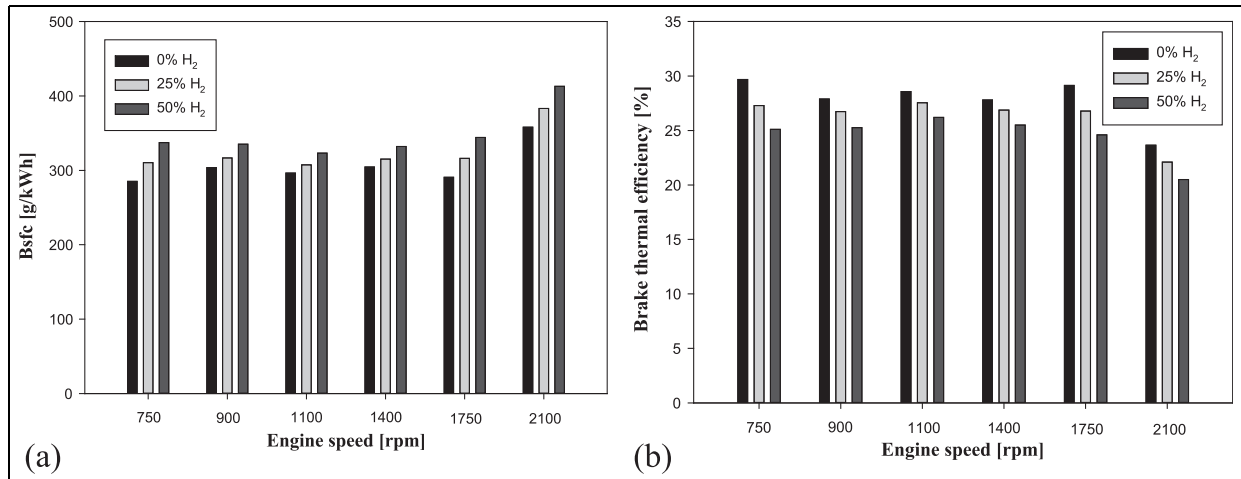 500
400
300
200
100
0
Bsfc [g/kWh]
0% H₂
25% H₂
50% H₂
750 900 1100 1400 1750 2100
Engine speed [rpm]
(a)
35
30
25
20
15
10
5
0
Brake thermal efficiency [%]
0% H₂
25% H₂
50% H₂
750 900 1100 1400 1750 2100
Engine speed [rpm]
(b)